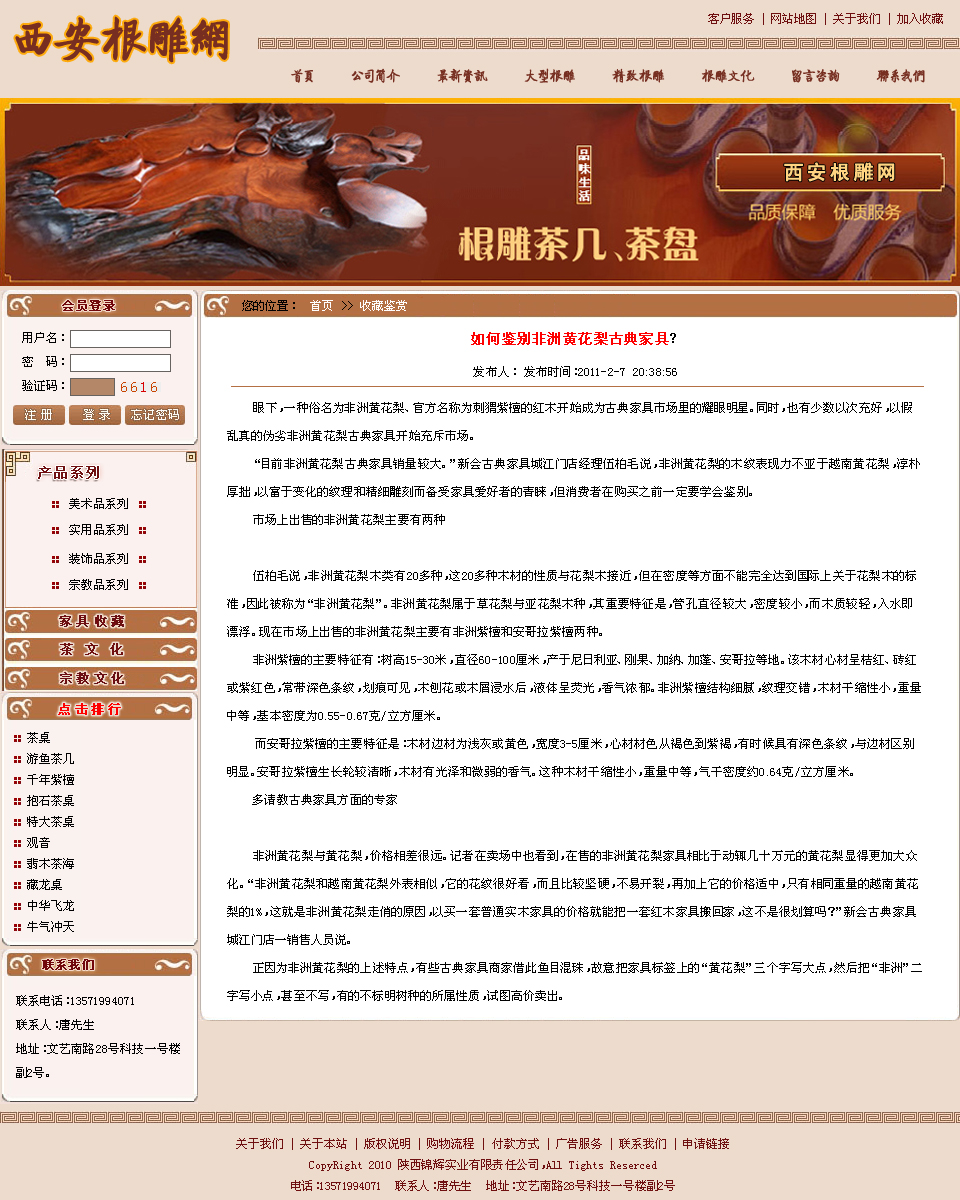 西安根雕網
客户服务 | 网站地图 | 关于我们 | 加入收藏
首頁 公司简介 最新資訊 大型根雕 精致根雕 根雕文化 留言咨詢 聯系我們
品味生活
西安根雕网
品质保障 优质服务
根雕茶几、茶盘
会员登录
用户名：
密 码：
验证码： 6616
注 册 登 录 忘记密码
产品系列
美术品系列
实用品系列
装饰品系列
宗教品系列
家具收藏
茶 文 化
宗教文化
点击排行
茶桌
游鱼茶几
千年紫檀
抱石茶桌
特大茶桌
观音
翡木茶海
藏龙桌
中华飞龙
牛气冲天
联系我们
联系电话:13571994071
联系人:唐先生
地址:文艺南路28号科技一号楼
副2号。
您的位置： 首页 >> 收藏鉴赏
如何鉴别非洲黄花梨古典家具?
发布人： 发布时间:2011-2-7 20:38:56
眼下,一种俗名为非洲黄花梨、官方名称为刺猬紫檀的红木开始成为古典家具市场里的耀眼明星。同时,也有少数以次充好,以假
乱真的伪劣非洲黄花梨古典家具开始充斥市场。
“目前非洲黄花梨古典家具销量较大。”新会古典家具城江门店经理伍柏毛说,非洲黄花梨的木纹表现力不亚于越南黄花梨,淳朴
厚拙,以富于变化的纹理和精细雕刻而备受家具爱好者的青睐,但消费者在购买之前一定要学会鉴别。
市场上出售的非洲黄花梨主要有两种
伍柏毛说,非洲黄花梨木类有20多种,这20多种木材的性质与花梨木接近,但在密度等方面不能完全达到国际上关于花梨木的标
准,因此被称为“非洲黄花梨”。非洲黄花梨属于草花梨与亚花梨木种,其重要特征是,管孔直径较大,密度较小,而木质较轻,入水即
漂浮。现在市场上出售的非洲黄花梨主要有非洲紫檀和安哥拉紫檀两种。
非洲紫檀的主要特征有:树高15-30米,直径60-100厘米,产于尼日利亚、刚果、加纳、加蓬、安哥拉等地。该木材心材呈桔红、砖红
或紫红色,常带深色条纹,划痕可见,木刨花或木屑浸水后,液体呈荧光,香气浓郁。非洲紫檀结构细腻,纹理交错,木材干缩性小,重量
中等,基本密度为0.55-0.67克/立方厘米。
而安哥拉紫檀的主要特征是:木材边材为浅灰或黄色,宽度3-5厘米,心材材色从褐色到紫褐,有时候具有深色条纹,与边材区别
明显。安哥拉紫檀生长轮较清晰,木材有光泽和微弱的香气。这种木材干缩性小,重量中等,气干密度约0.64克/立方厘米。
多请教古典家具方面的专家
非洲黄花梨与黄花梨,价格相差很远。记者在卖场中也看到,在售的非洲黄花梨家具相比于动辄几十万元的黄花梨显得更加大众
化。“非洲黄花梨和越南黄花梨外表相似,它的花纹很好看,而且比较坚硬,不易开裂,再加上它的价格适中,只有相同重量的越南黄花
梨的1%,这就是非洲黄花梨走俏的原因,以买一套普通实木家具的价格就能把一套红木家具搬回家,这不是很划算吗?”新会古典家具
城江门店一销售人员说。
正因为非洲黄花梨的上述特点,有些古典家具商家借此鱼目混珠,故意把家具标签上的“黄花梨”三个字写大点,然后把“非洲”二
字写小点,甚至不写,有的不标明树种的所属性质,试图高价卖出。
关于我们 | 关于本站 | 版权说明 | 购物流程 | 付款方式 | 广告服务 | 联系我们 | 申请链接
CopyRight 2010 陕西锦辉实业有限责任公司,All Tights Resercred
电话:13571994071 联系人:唐先生 地址:文艺南路28号科技一号楼副2号